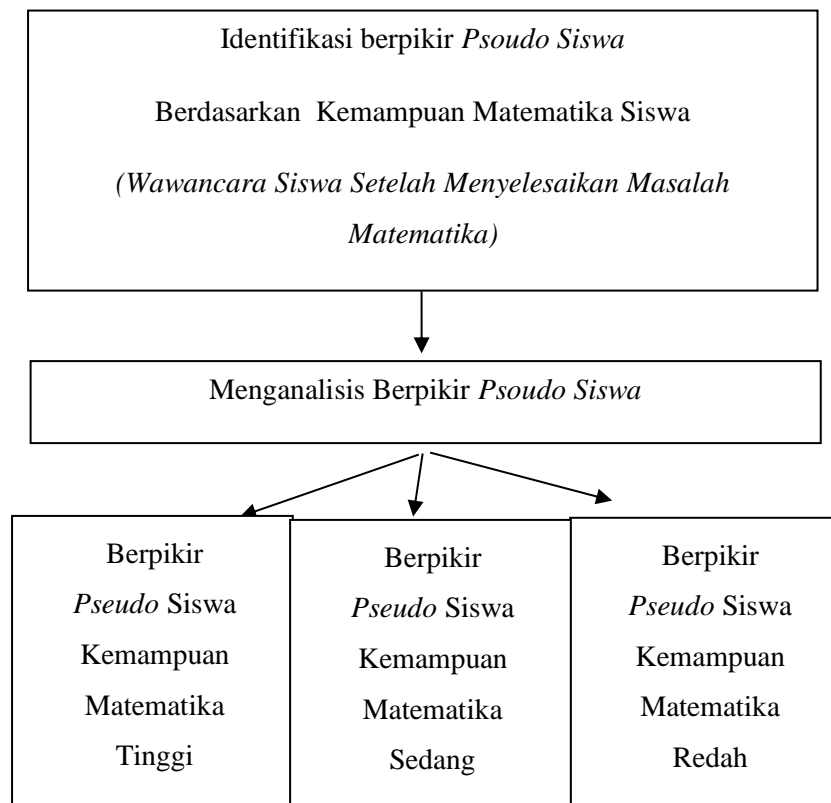 Identifikasi berpikir Psoudo Siswa
Berdasarkan Kemampuan Matematika Siswa
(Wawancara Siswa Setelah Menyelesaikan Masalah
Matematika)
Menganalisis Berpikir Psoudo Siswa
Berpikir
Pseudo Siswa
Kemampuan
Matematika
Tinggi
Berpikir
Pseudo Siswa
Kemampuan
Matematika
Sedang
Berpikir
Pseudo Siswa
Kemampuan
Matematika
Redah